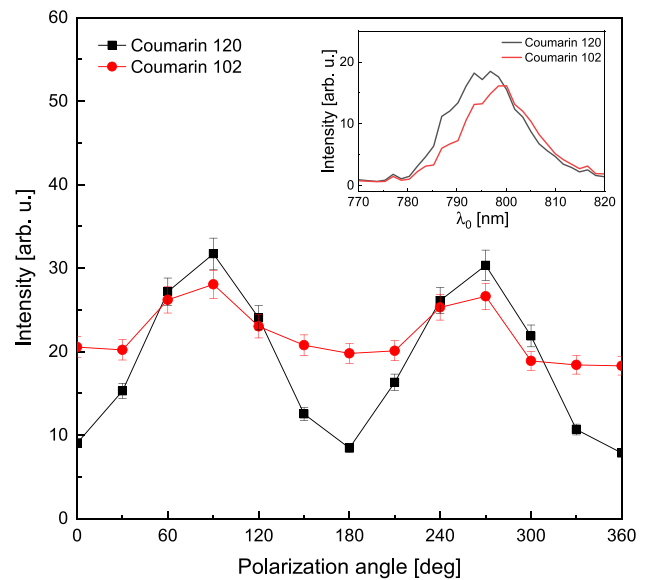 60
50
40
30
20
10
0
0
60
120
180
240
300
360
Intensity [arb. u.]
Polarization angle [deg]
Coumarin 120
Coumarin 102
20
10
0
770
780
790
800
810
820
Intensity [arb. u.]
λ₀ [nm]
Coumarin 120
Coumarin 102